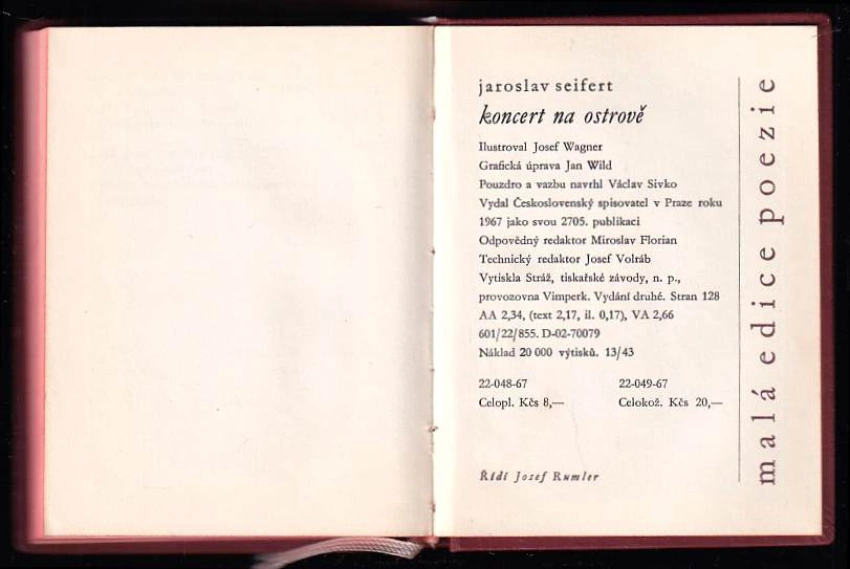 jaroslav seifert
koncert na ostrově
Ilustroval Josef Wagner
Grafická úprava Jan Wild
Pouzdro a vazbu navrhl Václav Sivko
Vydal Československý spisovatel v Praze roku
1967 jako svou 2705. publikaci
Odpovědný redaktor Miroslav Florian
Technický redaktor Josef Volráb
Vytiskla Stráž, tiskařské závody, n. p.,
provozovna Vimperk. Vydání druhé. Stran 128
AA 2,34, (text 2,17, il. 0,17), VA 2,66
601/22/855. D-02-70079
Náklad 20 000 výtisků. 13/43
22-048-67 22-049-67
Celopl. Kčs 8,— Celokož. Kčs 20,—
Řídí Josef Rumler
malá edice poezie